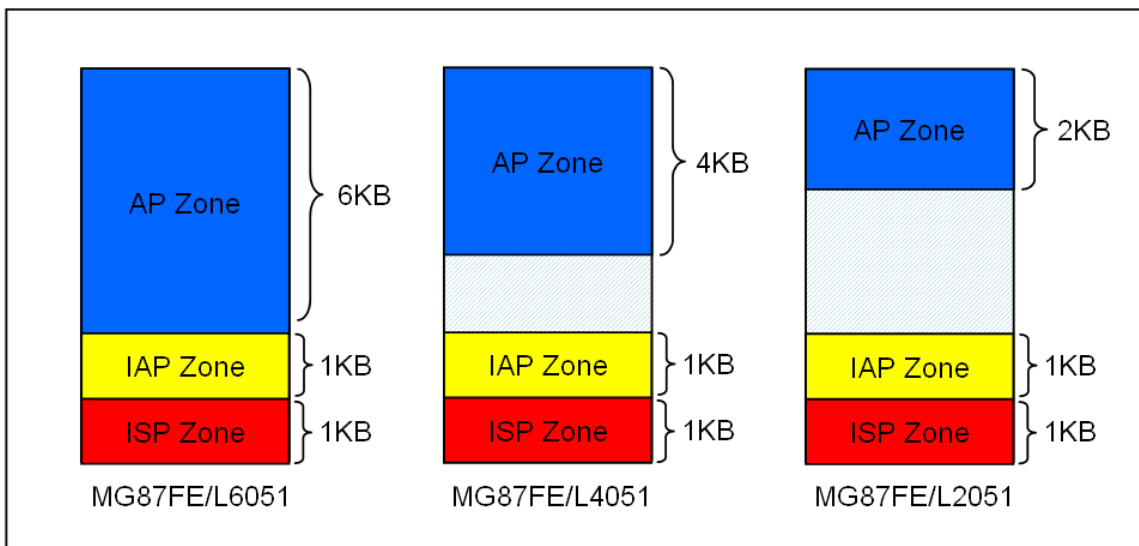 AP Zone
6KB
IAP Zone
1KB
ISP Zone
1KB
MG87FE/L6051
AP Zone
4KB
IAP Zone
1KB
ISP Zone
1KB
MG87FE/L4051
AP Zone
2KB
IAP Zone
1KB
ISP Zone
1KB
MG87FE/L2051